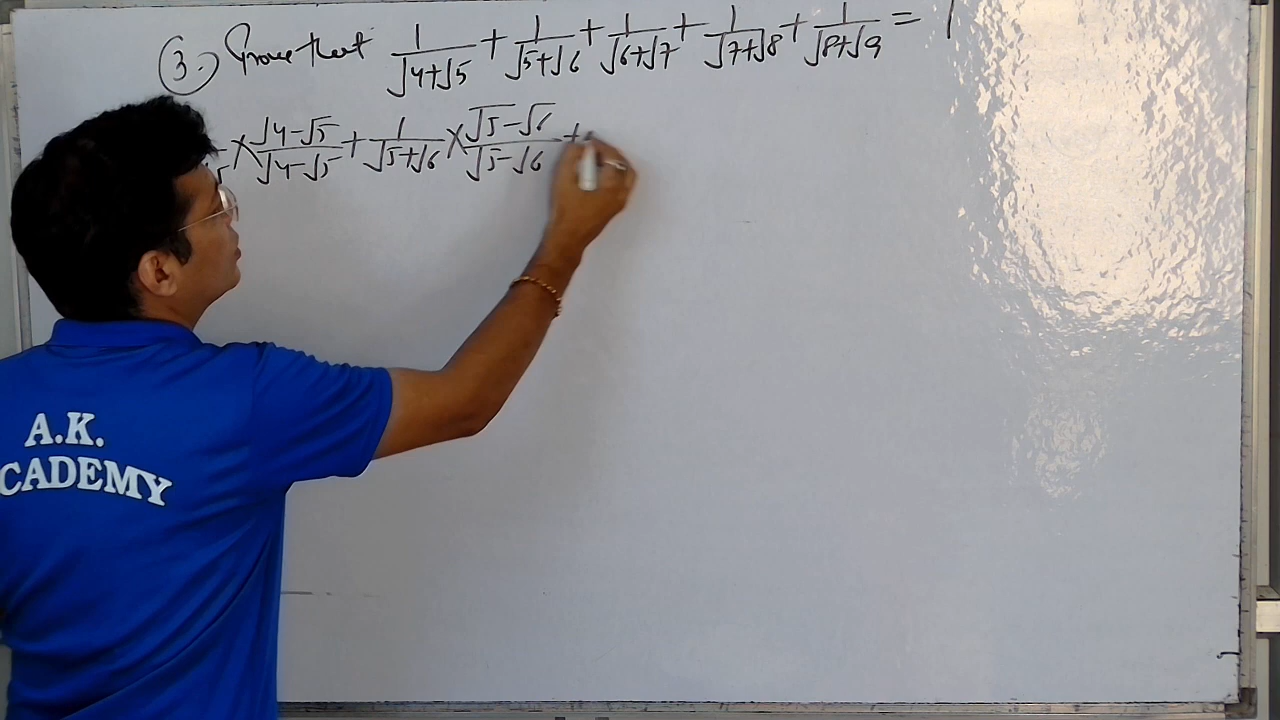 3. Prove that 1/(√4+√5) + 1/(√5+√6) + 1/(√6+√7) + 1/(√7+√8) + 1/(√8+√9) = 1
×(√4-√5)/(√4-√5) + 1/(√5+√6) × (√5-√6)/(√5-√6) +
A.K.
CADEMY